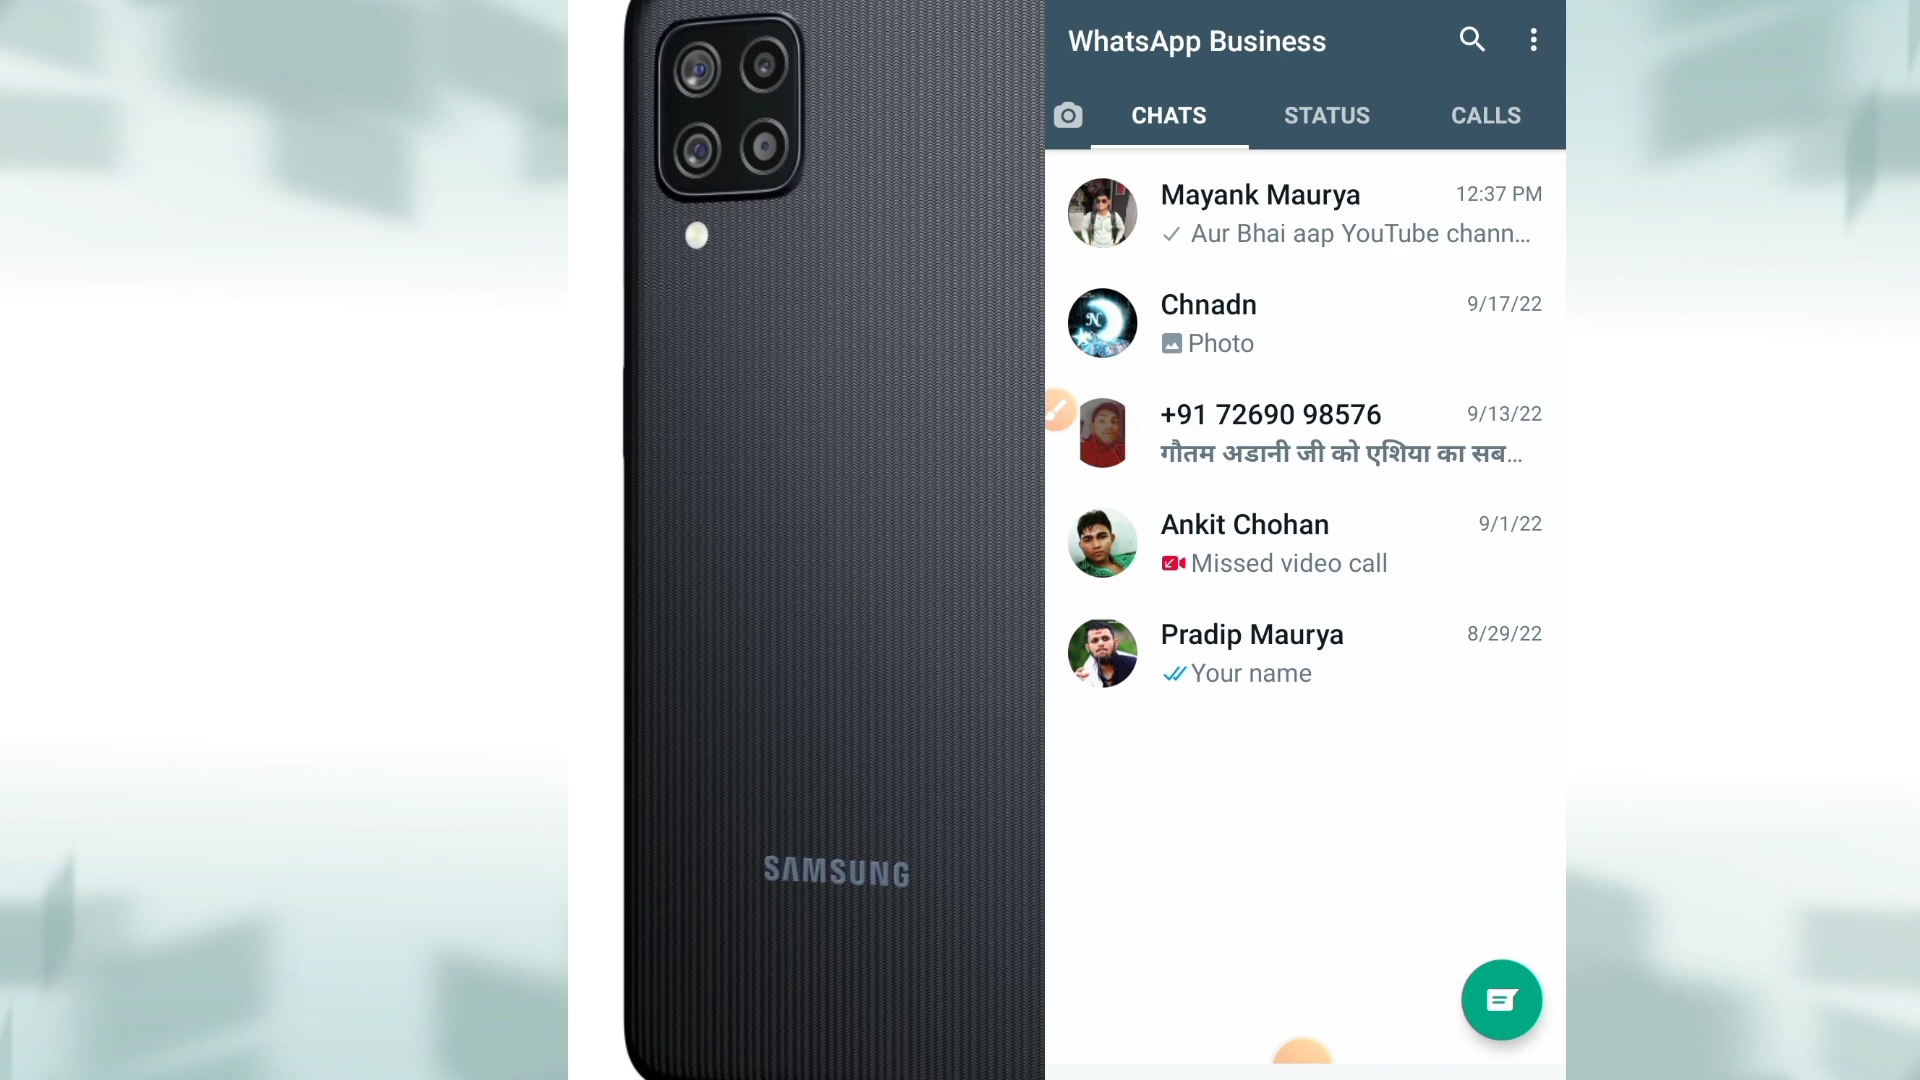 WhatsApp Business
CHATS STATUS CALLS
Mayank Maurya 12:37 PM
Aur Bhai aap YouTube chann...
Chnadn 9/17/22
N
Photo
+91 72690 98576 9/13/22
गौतम अडानी जी को एशिया का सब...
Ankit Chohan 9/1/22
Missed video call
Pradip Maurya 8/29/22
Your name
SAMSUNG